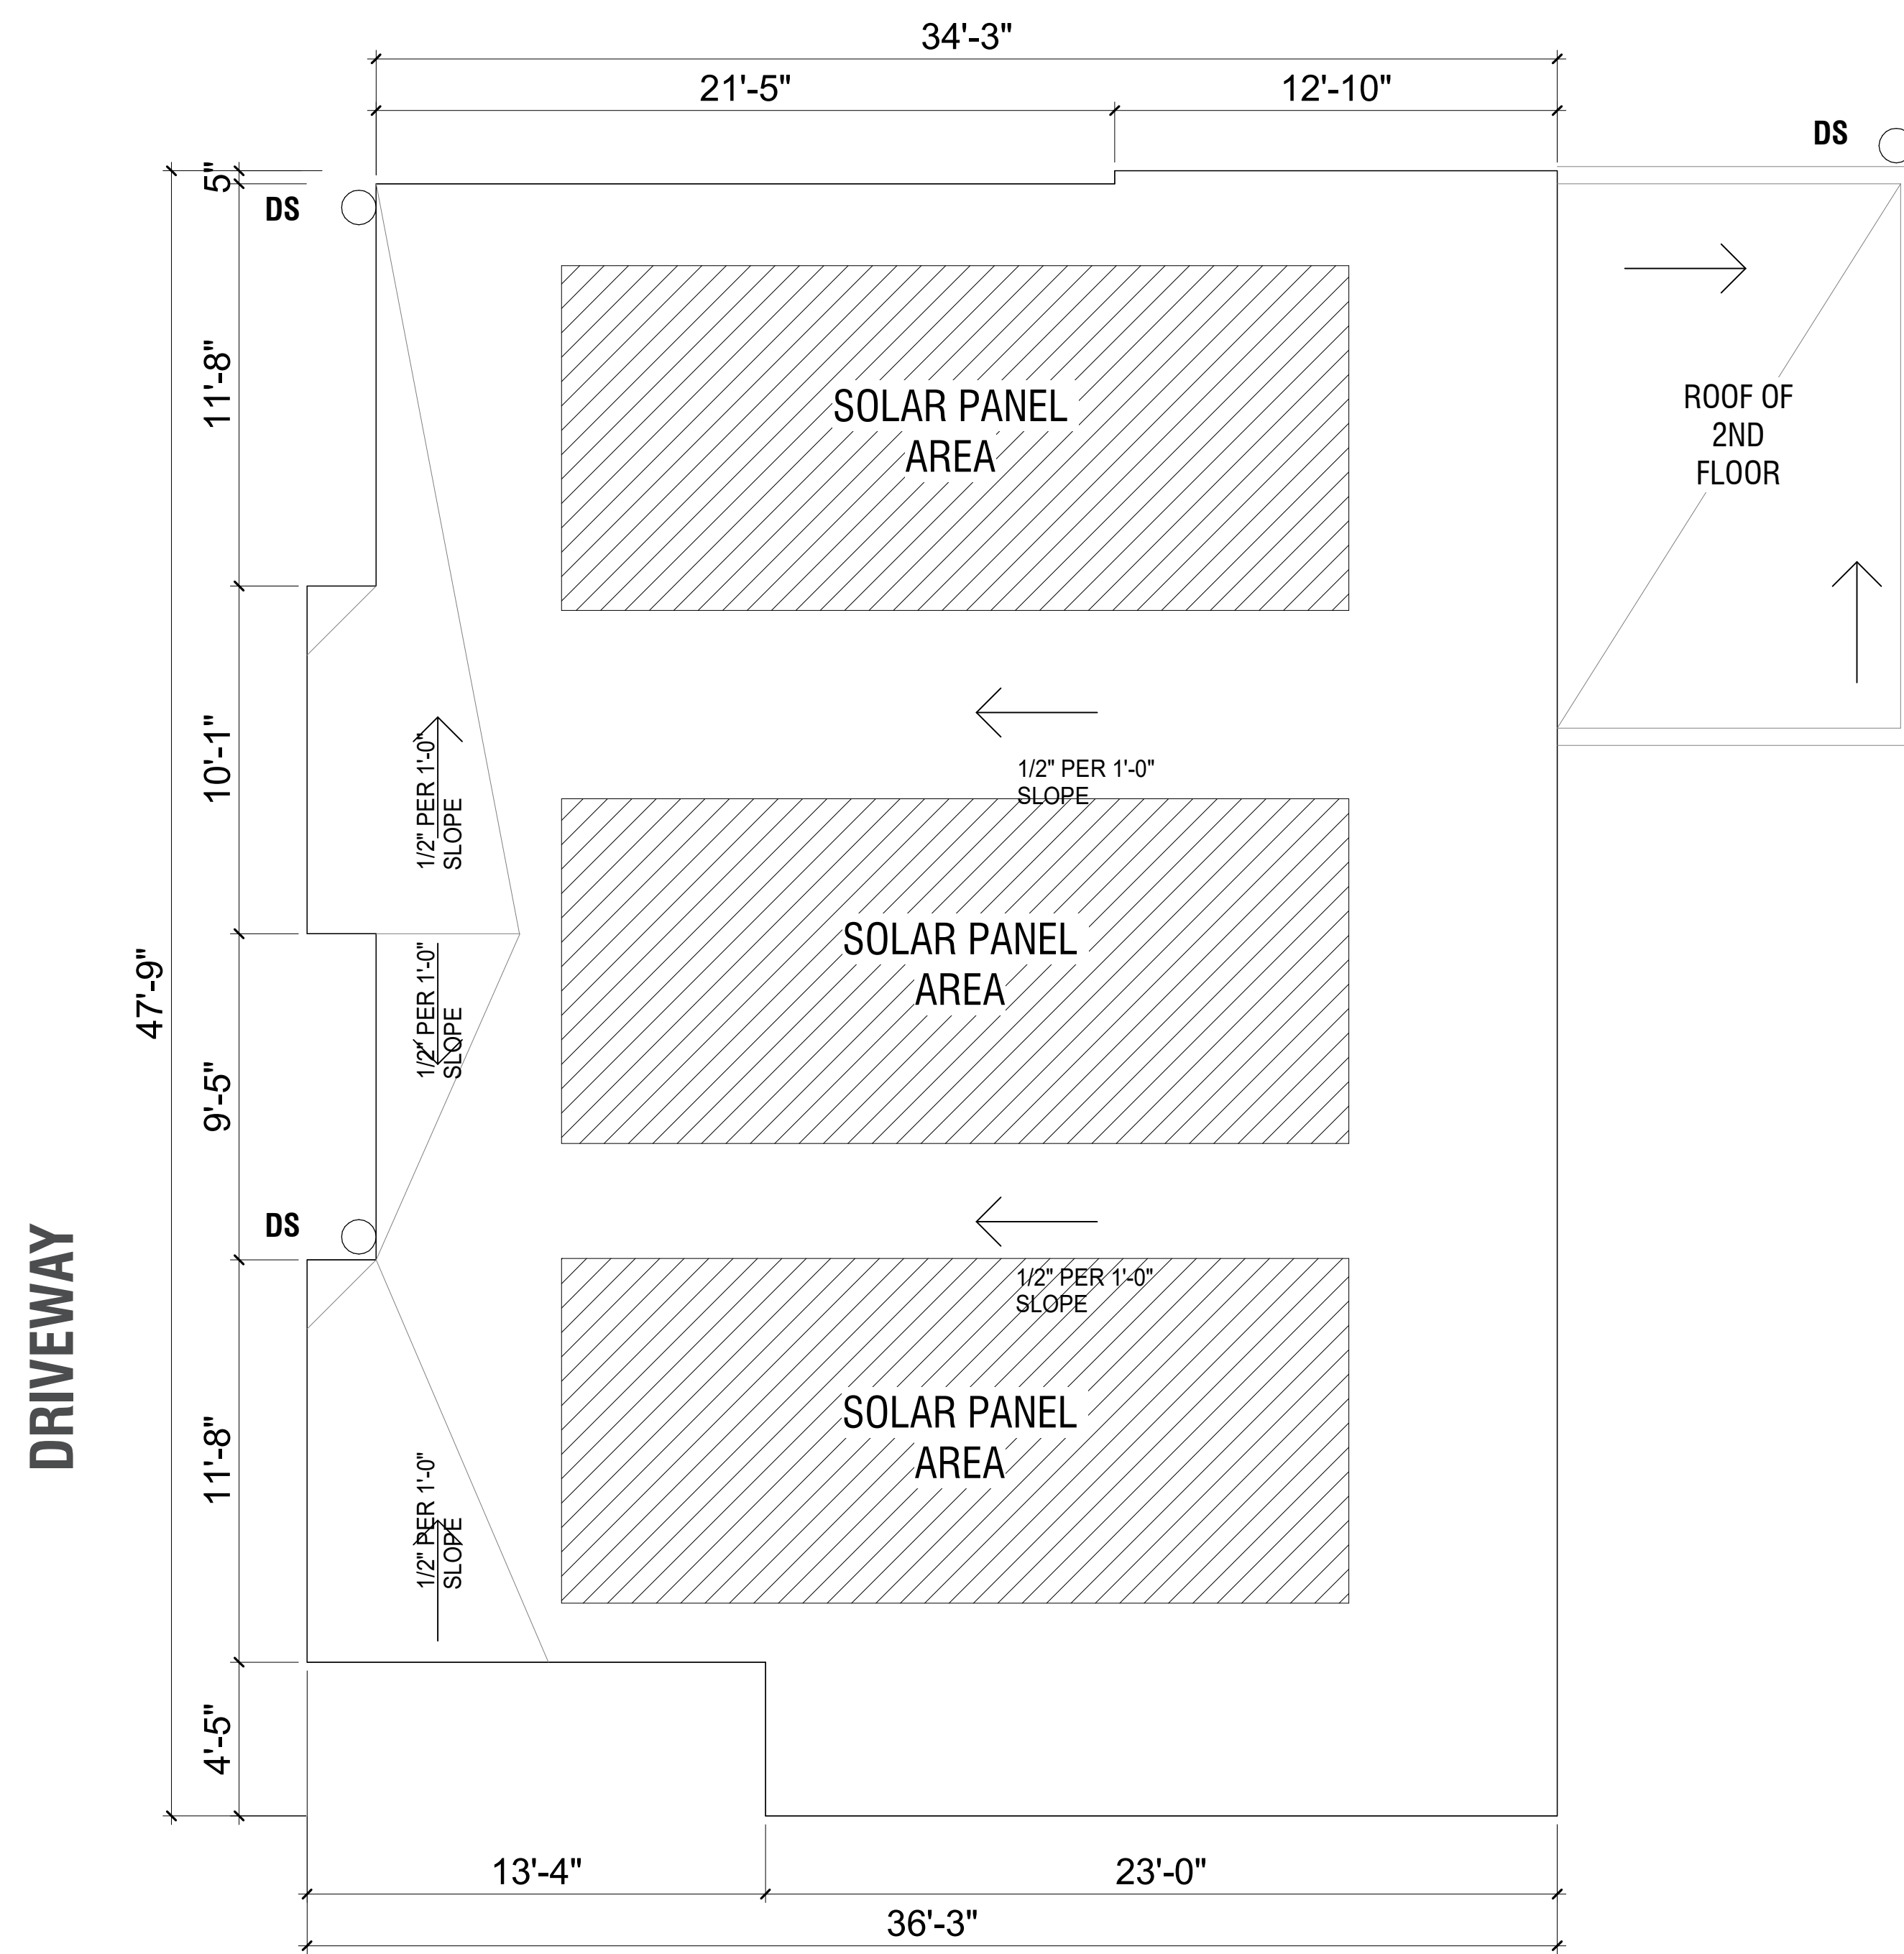 34'-3"
21'-5"
12'-10"
DS
5"
DS
11'-8"
SOLAR PANEL
AREA
ROOF OF
2ND
FLOOR
10'-1"
1/2" PER 1'-0"
SLOPE
1/2" PER 1'-0"
SLOPE
47'-9"
9'-5"
1/2" PER 1'-0"
SLOPE
SOLAR PANEL
AREA
DS
DRIVEWAY
1/2" PER 1'-0"
SLOPE
11'-8"
1/2" PER 1'-0"
SLOPE
SOLAR PANEL
AREA
4'-5"
13'-4"
23'-0"
36'-3"